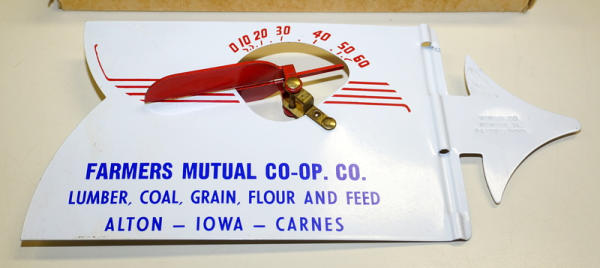 0 10 20 30 40 50 60
FARMERS MUTUAL CO-OP. CO.
LUMBER, COAL, GRAIN, FLOUR AND FEED
ALTON – IOWA – CARNES